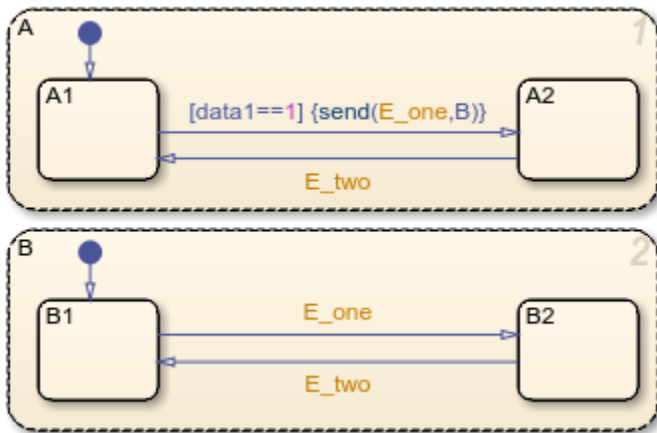 A
1
A1
[data1==1] {send(E_one,B)}
A2
E_two
B
2
B1
E_one
B2
E_two